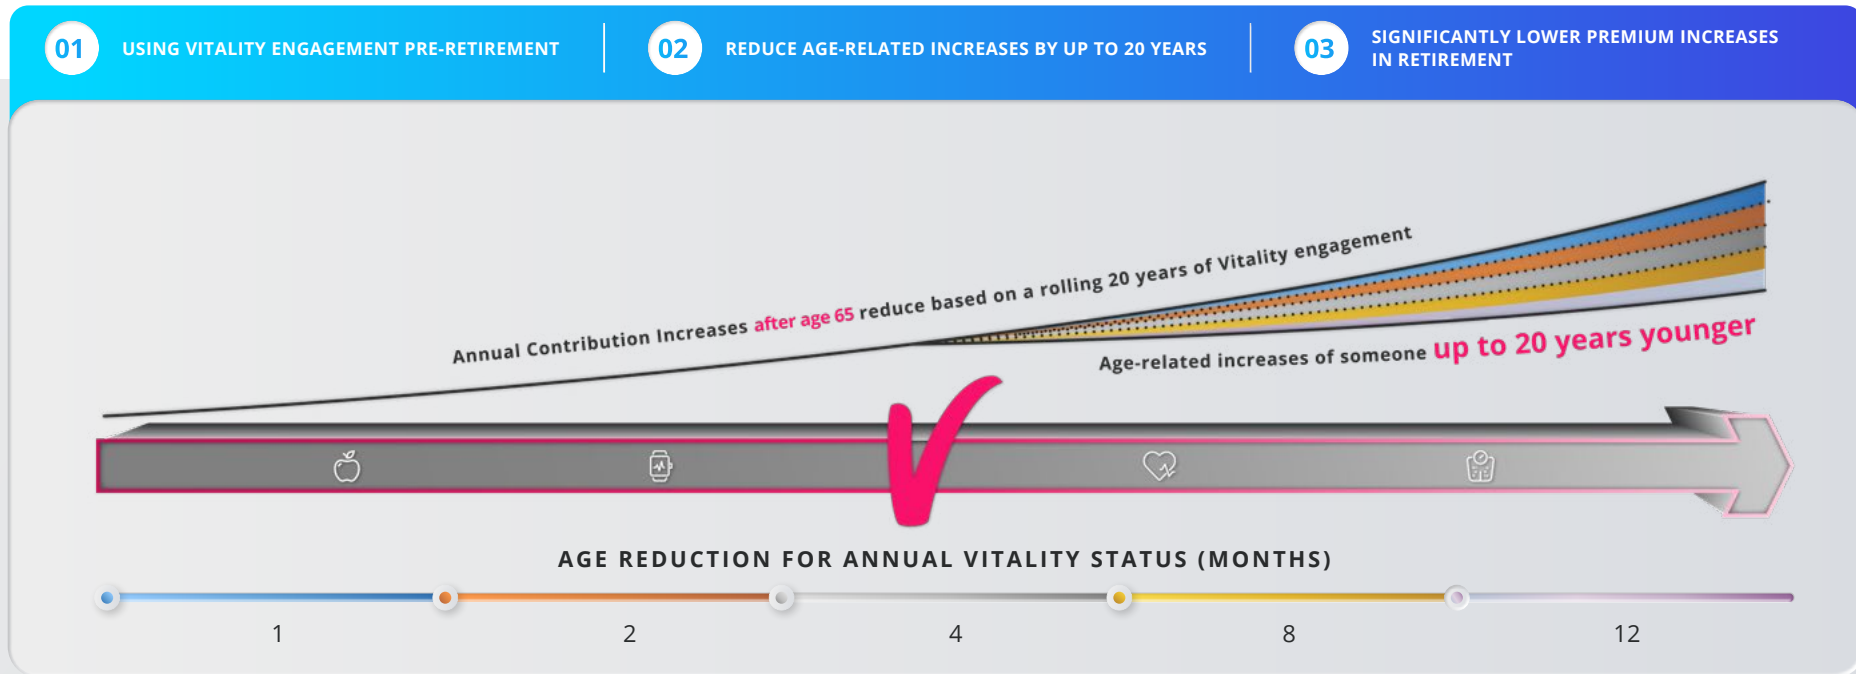 01
USING VITALITY ENGAGEMENT PRE-RETIREMENT
02
REDUCE AGE-RELATED INCREASES BY UP TO 20 YEARS
03
SIGNIFICANTLY LOWER PREMIUM INCREASES
IN RETIREMENT
Annual Contribution Increases after age 65 reduce based on a rolling 20 years of Vitality engagement
Age-related increases of someone up to 20 years younger
AGE REDUCTION FOR ANNUAL VITALITY STATUS (MONTHS)
1
2
4
8
12